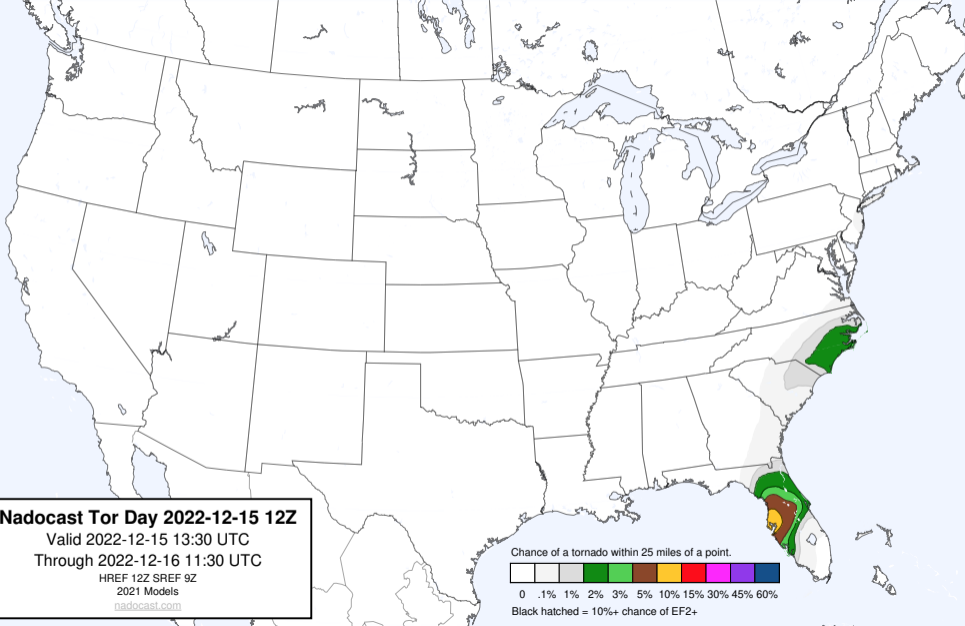 Nadocast Tor Day 2022-12-15 12Z
Valid 2022-12-15 13:30 UTC
Through 2022-12-16 11:30 UTC
HREF 12Z SREF 9Z
2021 Models
nadocast.com
Chance of a tornado within 25 miles of a point.
0 .1% 1% 2% 3% 5% 10% 15% 30% 45% 60%
Black hatched = 10%+ chance of EF2+